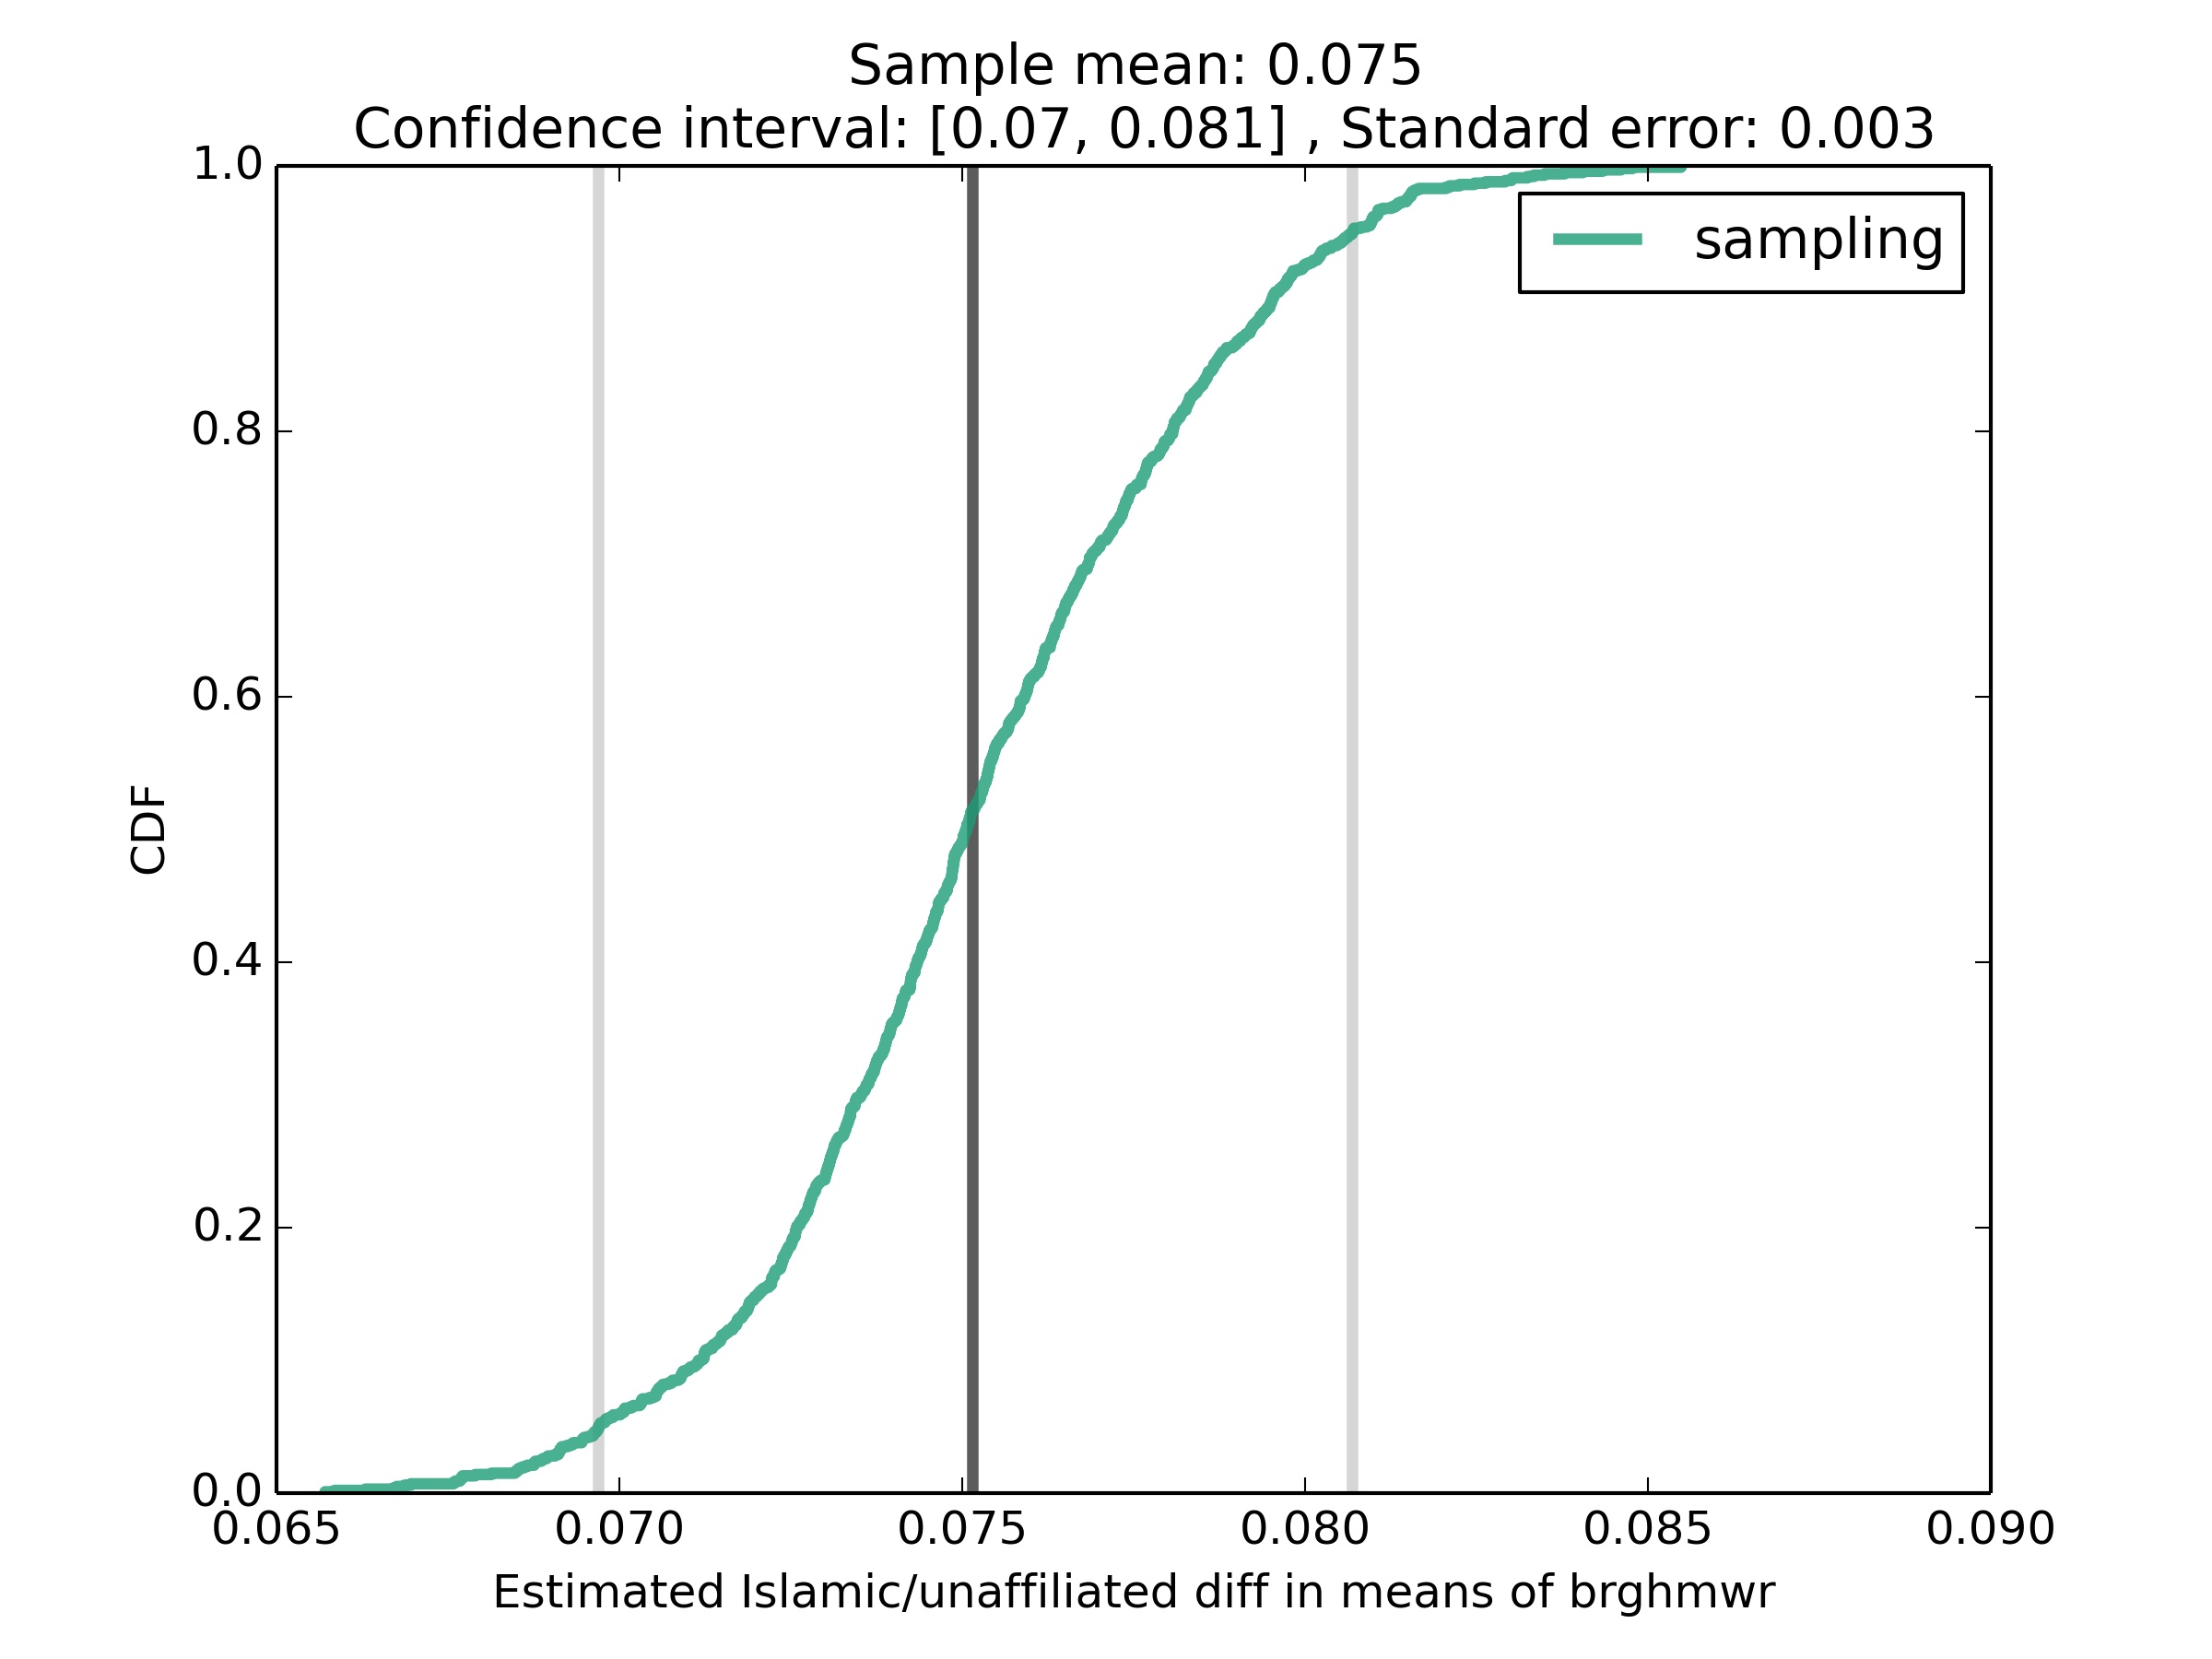 Sample mean: 0.075
Confidence interval: [0.07, 0.081] , Standard error: 0.003
1.0
sampling
0.8
0.6
CDF
0.4
0.2
0.0
0.065 0.070 0.075 0.080 0.085 0.090
Estimated Islamic/unaffiliated diff in means of brghmwr